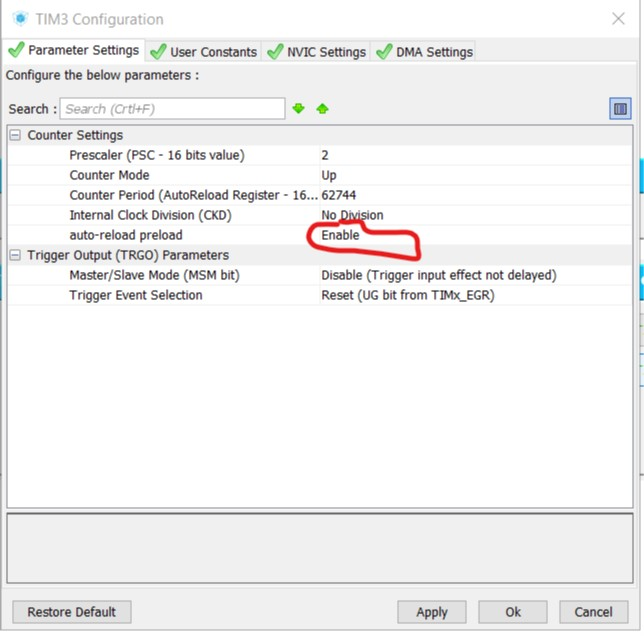 TIM3 Configuration
Parameter Settings User Constants NVIC Settings DMA Settings
Configure the below parameters :
Search : Search (Crtl+F)
Counter Settings
Prescaler (PSC - 16 bits value) 2
Counter Mode Up
Counter Period (AutoReload Register - 16... 62744
Internal Clock Division (CKD) No Division
auto-reload preload Enable
Trigger Output (TRGO) Parameters
Master/Slave Mode (MSM bit) Disable (Trigger input effect not delayed)
Trigger Event Selection Reset (UG bit from TIMx_EGR)
Restore Default Apply Ok Cancel